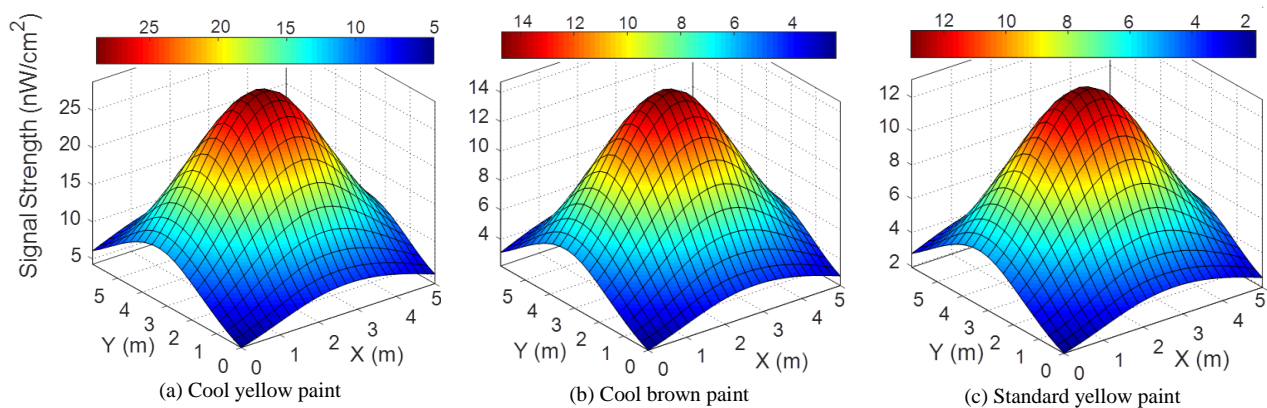 25 20 15 10 5
14 12 10 8 6 4
12 10 8 6 4 2
Signal Strength (nW/cm²)
25
20
15
10
5
5 4 3 2 1 0
Y (m)
0 1 2 3 4 5
X (m)
(a) Cool yellow paint
14
12
10
8
6
4
5 4 3 2 1 0
Y (m)
0 1 2 3 4 5
X (m)
(b) Cool brown paint
12
10
8
6
4
2
5 4 3 2 1 0
Y (m)
0 1 2 3 4 5
X (m)
(c) Standard yellow paint